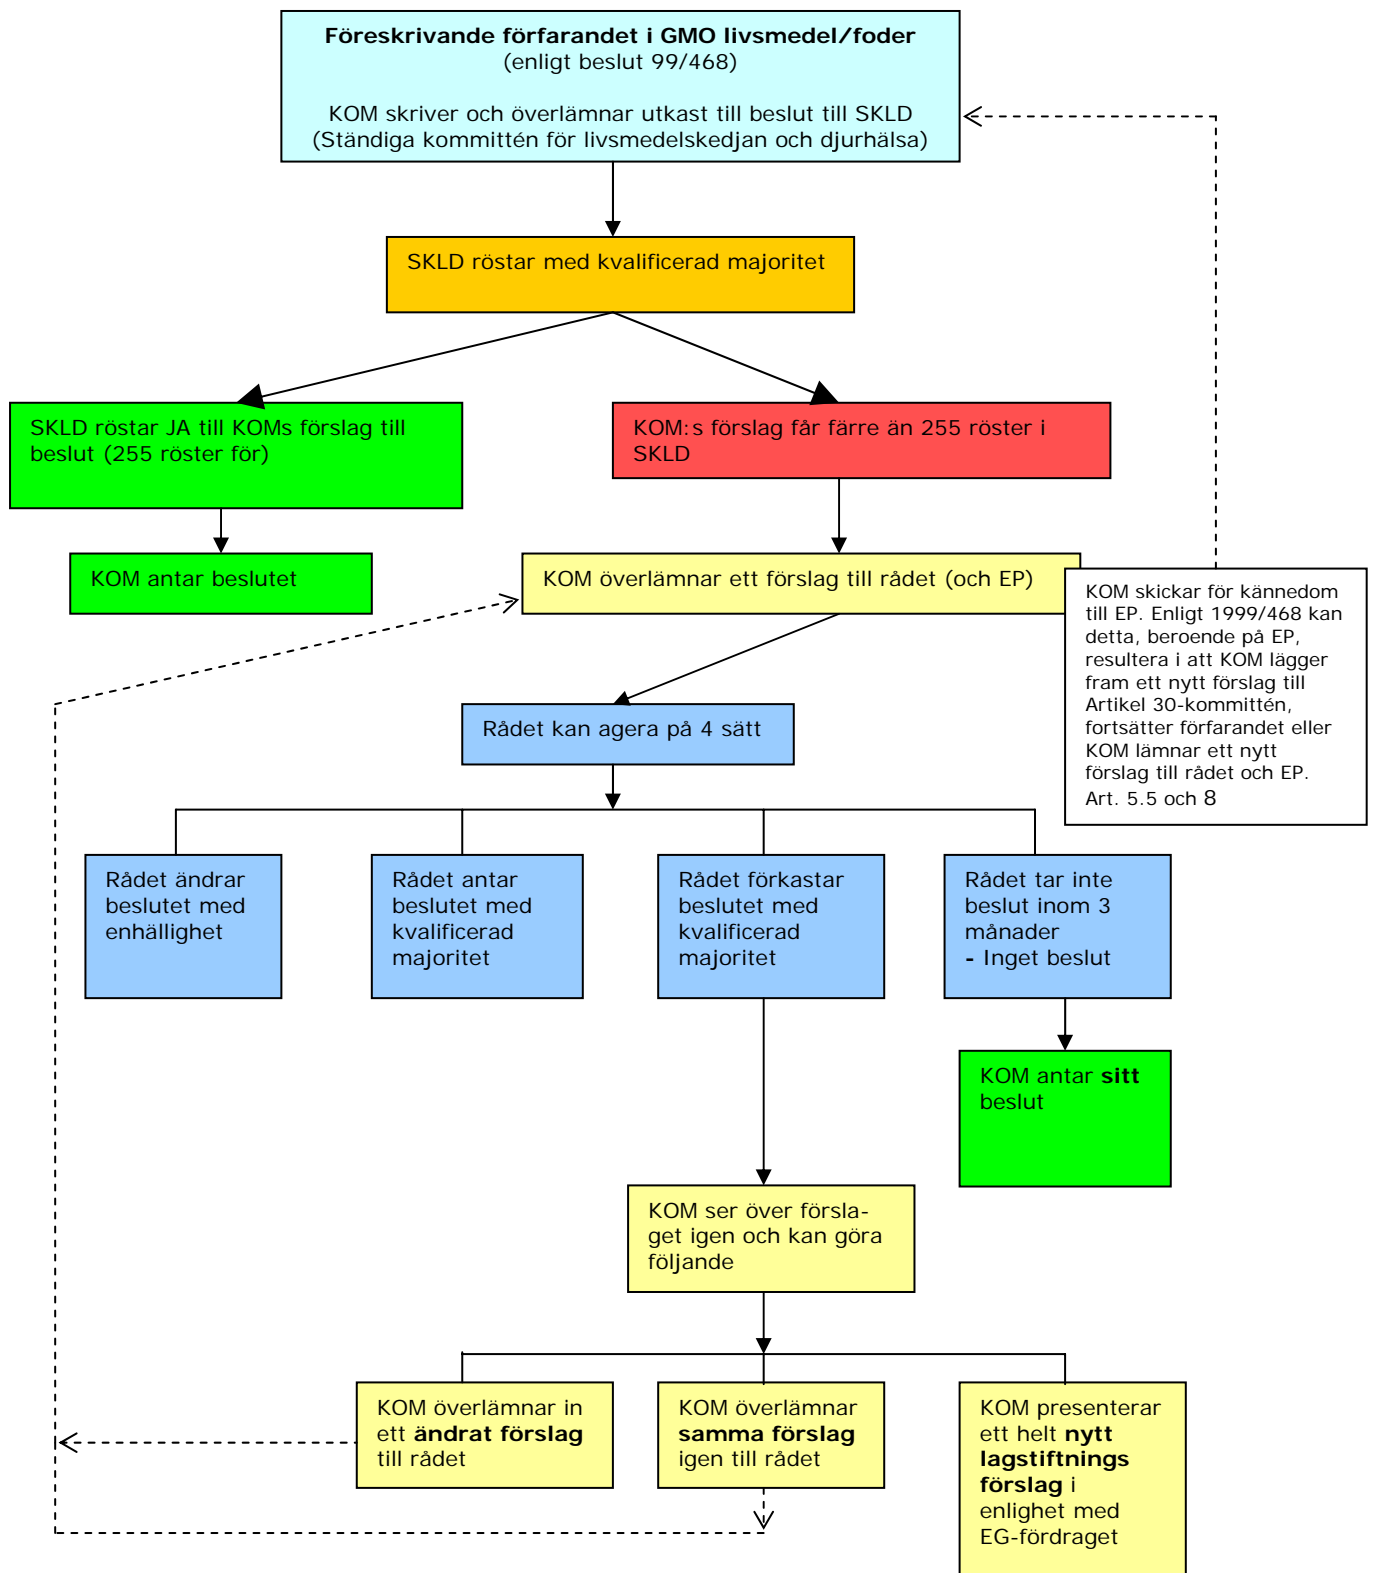 Föreskrivande förfarandet i GMO livsmedel/foder
(enligt beslut 99/468)
KOM skriver och överlämnar utkast till beslut till SKLD
(Ständiga kommittén för livsmedelskedjan och djurhälsa)
SKLD röstar med kvalificerad majoritet
SKLD röstar JA till KOMs förslag till
beslut (255 röster för)
KOM:s förslag får färre än 255 röster i
SKLD
KOM antar beslutet
KOM överlämnar ett förslag till rådet (och EP)
KOM skickar för kännedom
till EP. Enligt 1999/468 kan
detta, beroende på EP,
resultera i att KOM lägger
fram ett nytt förslag till
Artikel 30-kommittén,
fortsätter förfarandet eller
KOM lämnar ett nytt
förslag till rådet och EP.
Art. 5.5 och 8
Rådet kan agera på 4 sätt
Rådet ändrar
beslutet med
enhällighet
Rådet antar
beslutet med
kvalificerad
majoritet
Rådet förkastar
beslutet med
kvalificerad
majoritet
Rådet tar inte
beslut inom 3
månader
- Inget beslut
KOM antar sitt
beslut
KOM ser över försla-
get igen och kan göra
följande
KOM överlämnar in
ett ändrat förslag
till rådet
KOM överlämnar
samma förslag
igen till rådet
KOM presenterar
ett helt nytt
lagstiftnings
förslag i
enlighet med
EG-fördraget